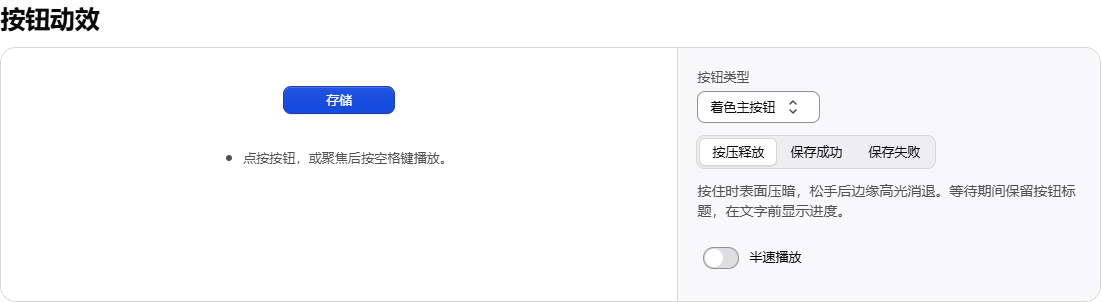 按钮动效
存储
点按按钮，或聚焦后按空格键播放。
按钮类型
着色主按钮
按压释放 保存成功 保存失败
按住时表面压暗，松手后边缘高光消退。等待期间保留按钮标
题，在文字前显示进度。
半速播放